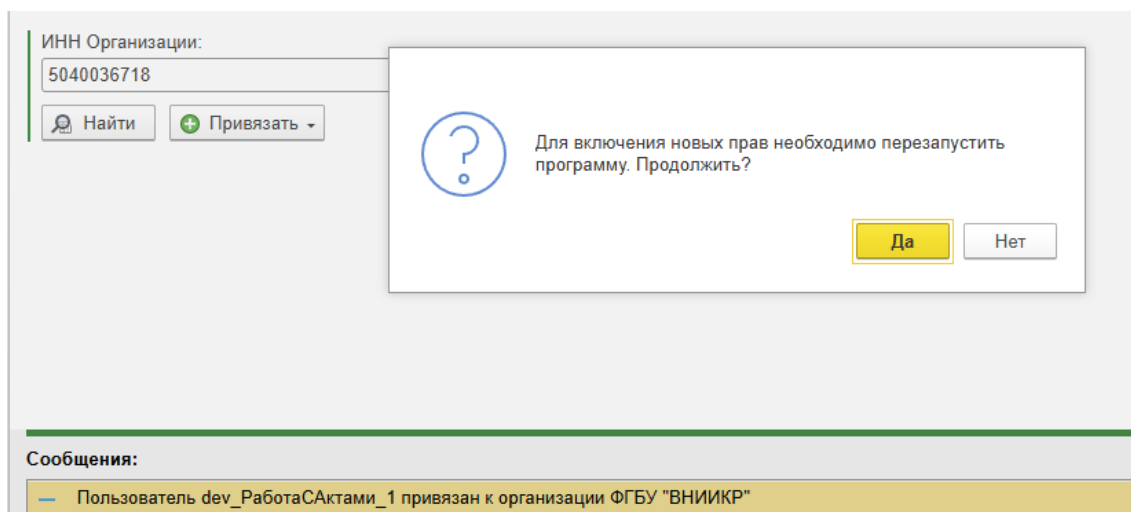 ИНН Организации:
5040036718
Найти
Привязать
Для включения новых прав необходимо перезапустить
программу. Продолжить?
Да
Нет
Сообщения:
Пользователь dev_РаботаСАктами_1 привязан к организации ФГБУ "ВНИИКР"